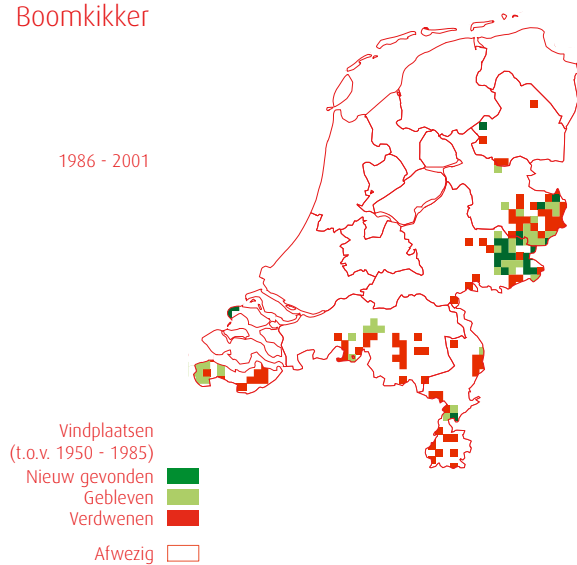 Boomkikker
1986 - 2001
Vindplaatsen
(t.o.v. 1950 - 1985)
Nieuw gevonden
Gebleven
Verdwenen
Afwezig